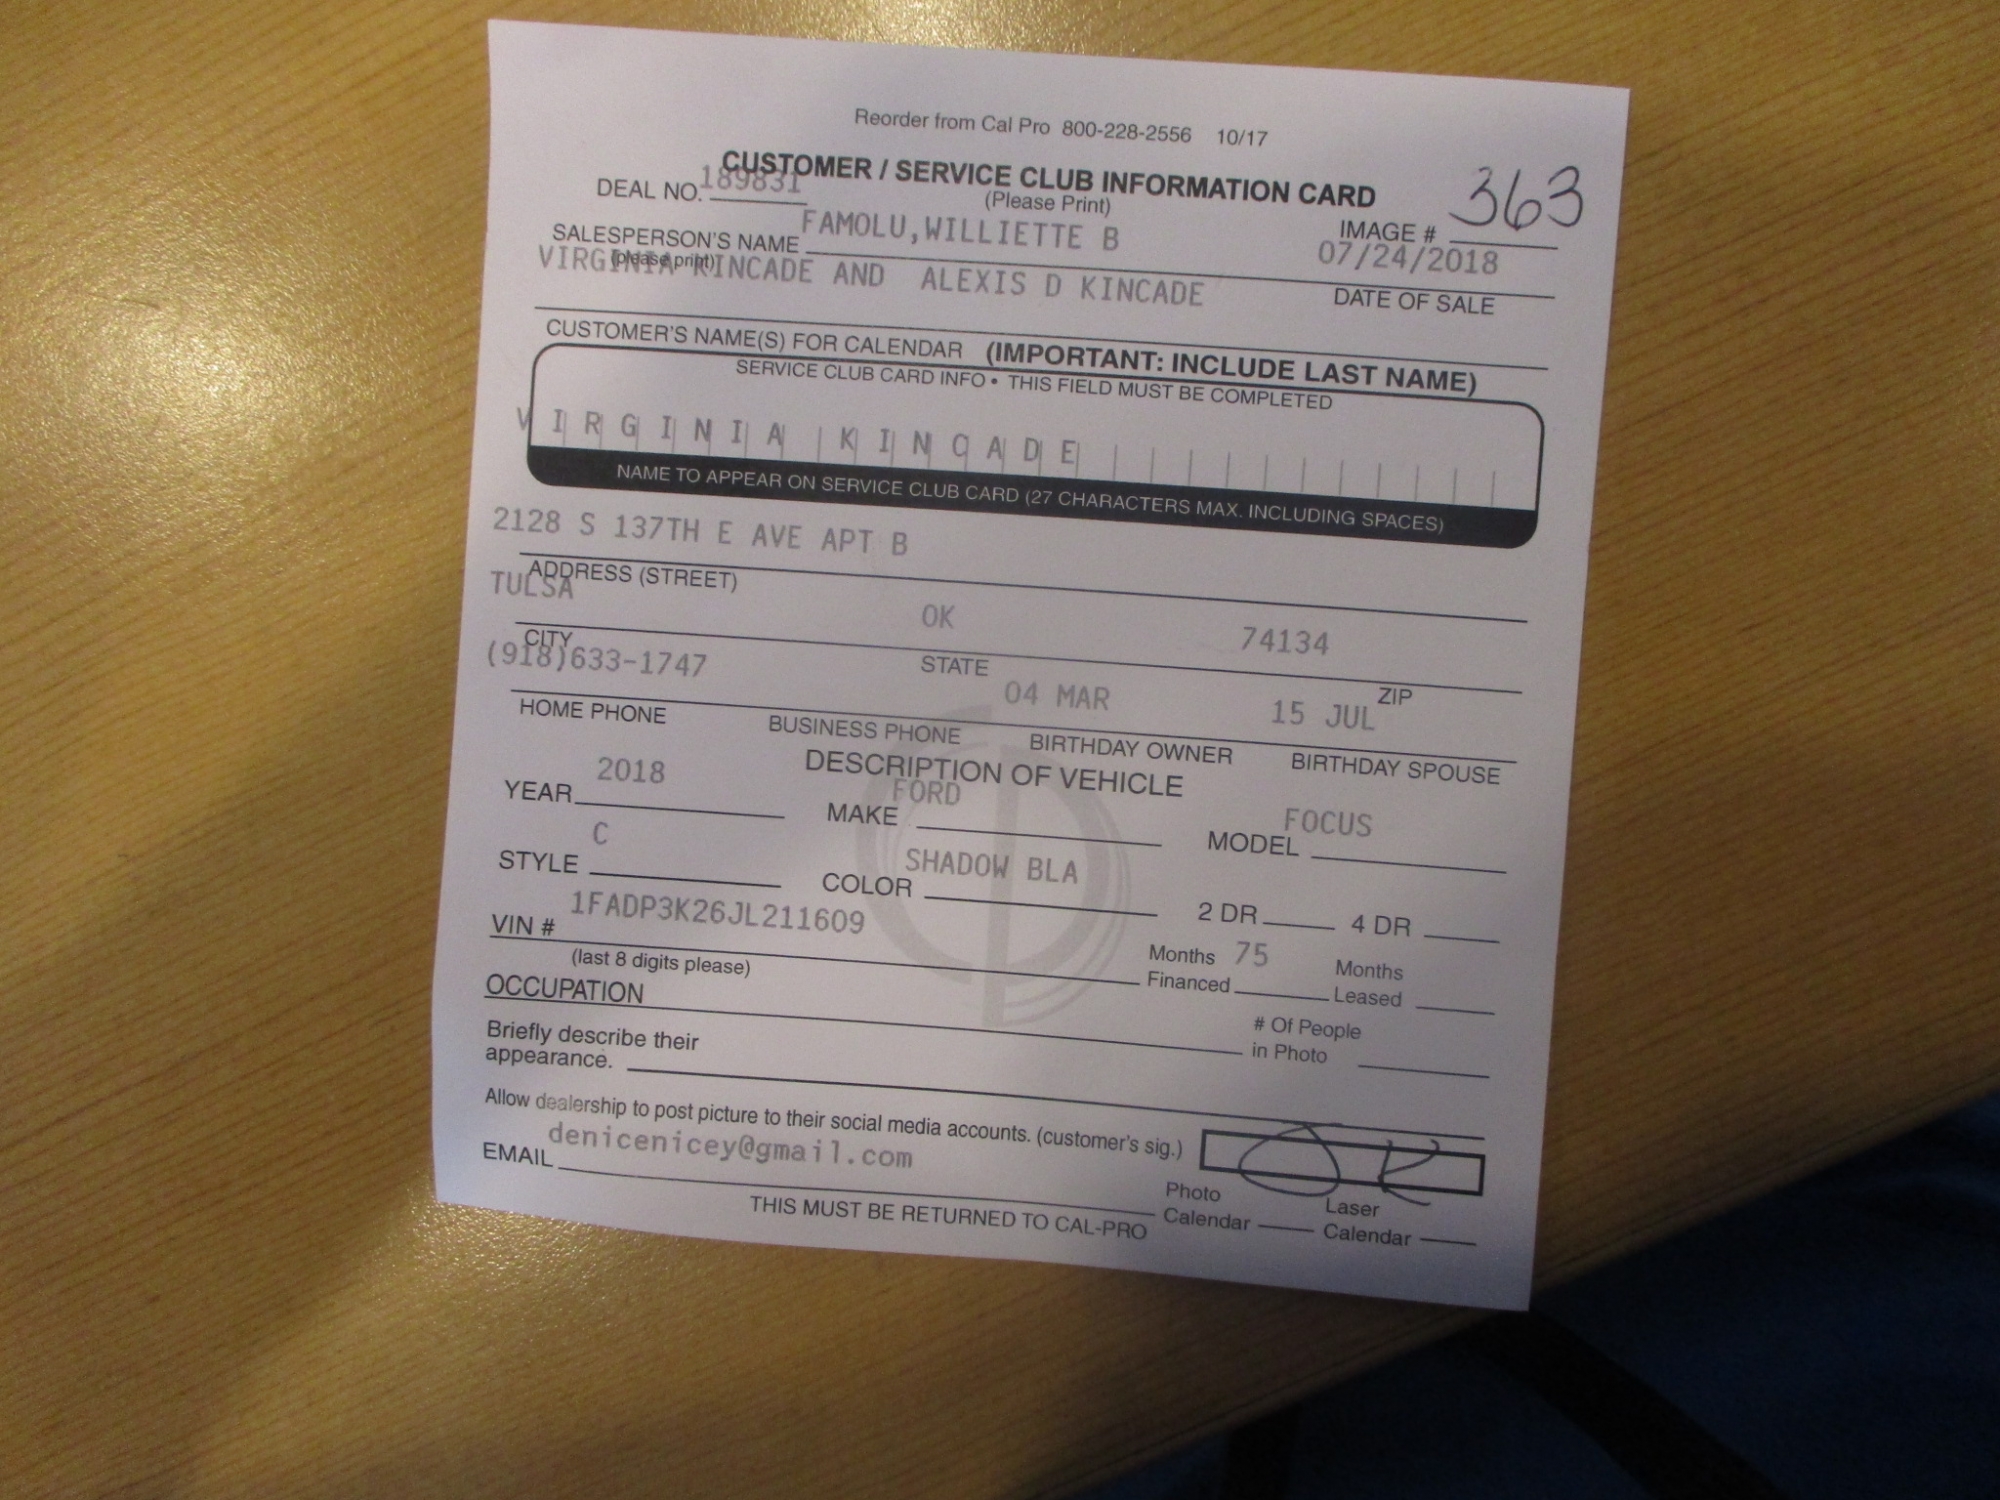 Reorder from Cal Pro 800-228-2556 10/17
CUSTOMER / SERVICE CLUB INFORMATION CARD
(Please Print)
DEAL NO. 189831
IMAGE # 363
SALESPERSON'S NAME FAMOLU,WILLIETTE B
(please print)
07/24/2018
DATE OF SALE
VIRGINIA KINCADE AND ALEXIS D KINCADE
CUSTOMER'S NAME(S) FOR CALENDAR (IMPORTANT: INCLUDE LAST NAME)
SERVICE CLUB CARD INFO • THIS FIELD MUST BE COMPLETED
VIRGINIA KINCADE
NAME TO APPEAR ON SERVICE CLUB CARD (27 CHARACTERS MAX. INCLUDING SPACES)
2128 S 137TH E AVE APT B
ADDRESS (STREET)
TULSA OK 74134
CITY STATE ZIP
(918)633-1747 04 MAR 15 JUL
HOME PHONE BUSINESS PHONE BIRTHDAY OWNER BIRTHDAY SPOUSE
DESCRIPTION OF VEHICLE
YEAR 2018 MAKE FORD MODEL FOCUS
STYLE C COLOR SHADOW BLA 2 DR 4 DR
VIN # 1FADP3K26JL211609
(last 8 digits please)
Months Financed 75 Months Leased
OCCUPATION
# Of People in Photo
Briefly describe their
appearance.
Allow dealership to post picture to their social media accounts. (customer's sig.) OK
EMAIL denicenicey@gmail.com
Photo Calendar Laser Calendar
THIS MUST BE RETURNED TO CAL-PRO